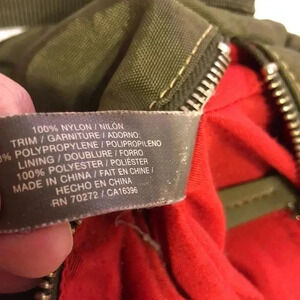 100% NYLON / NILÓN
TRIM / GARNITURE / ADORNO
0% POLYPROPYLENE / POLIPROPILENO
LINING / DOUBLURE / FORRO
100% POLYESTER / POLIÉSTER
MADE IN CHINA / FAIT EN CHINE /
HECHO EN CHINA
RN 70272 / CA16396